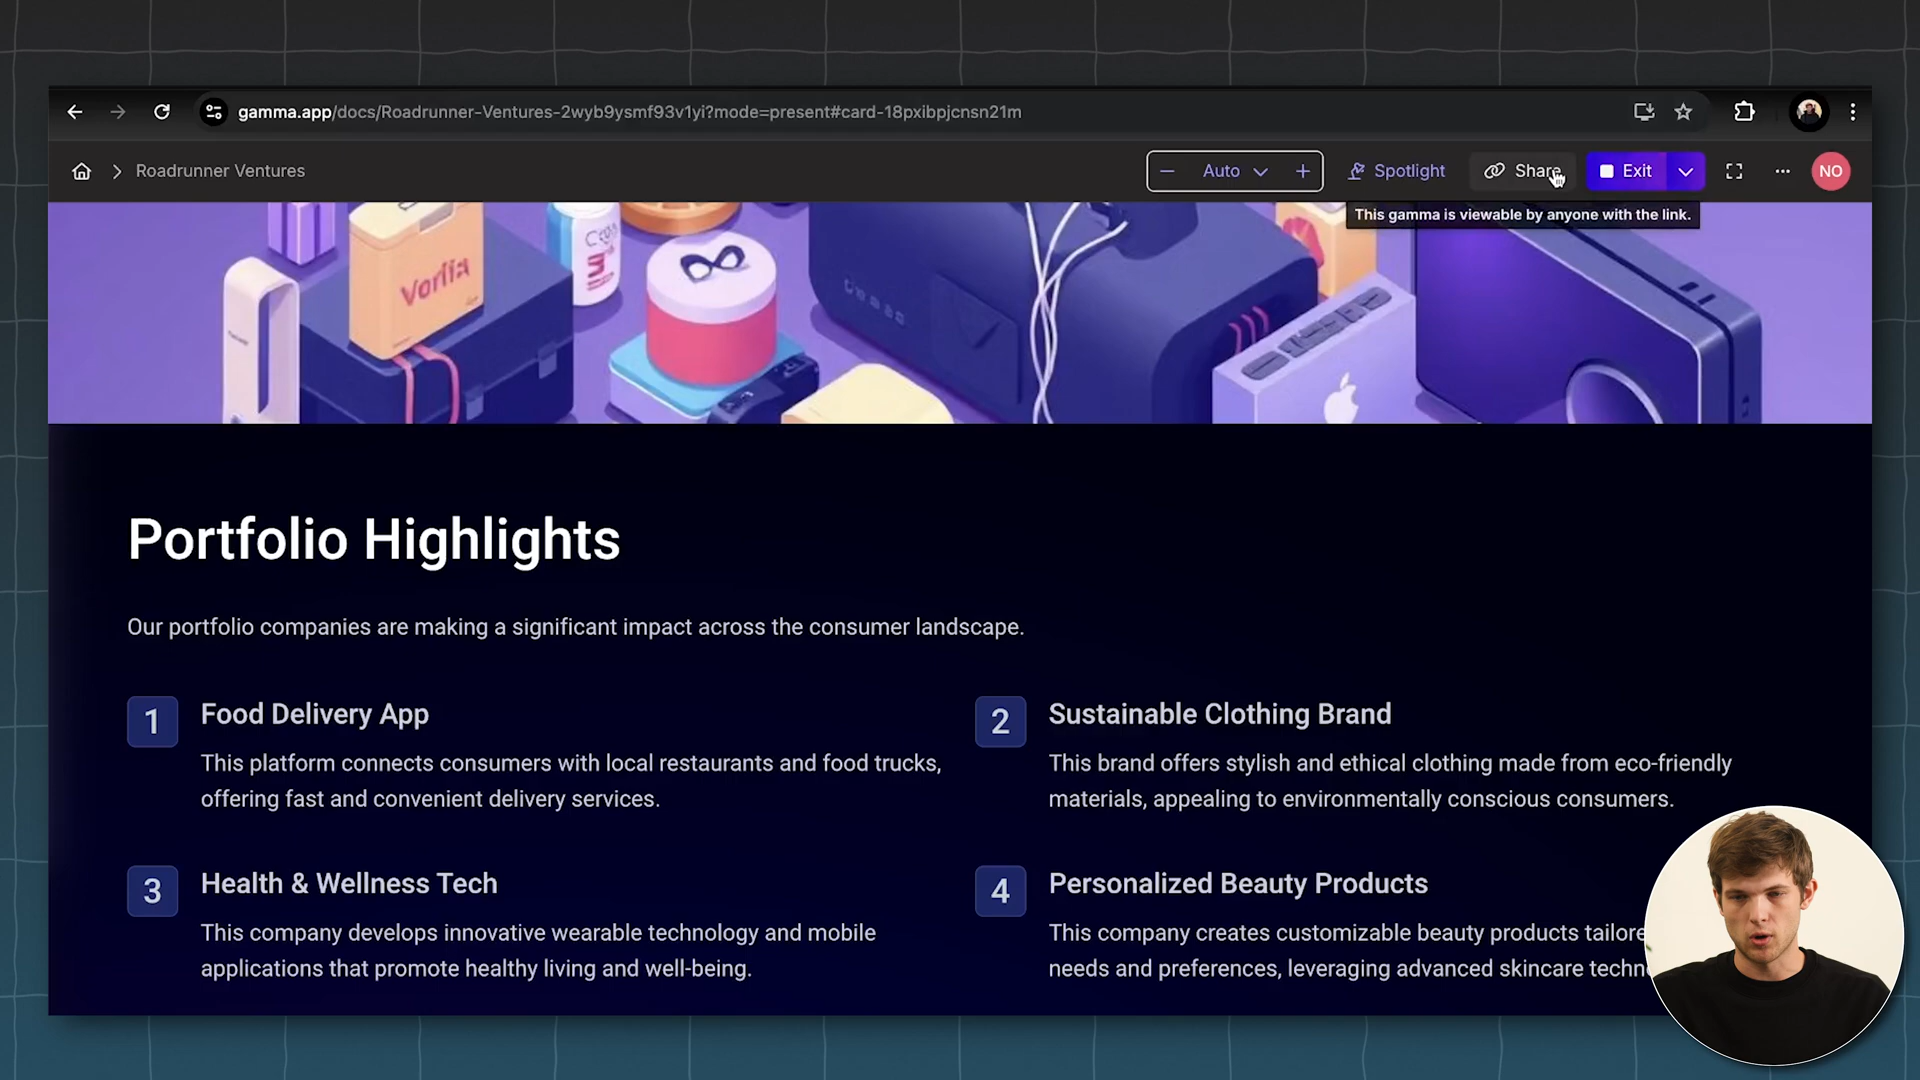 gamma.app/docs/Roadrunner-Ventures-2wyb9ysmf93v1yi?mode=present#card-18pxibpjcnsn21m
Roadrunner Ventures
Auto
Spotlight
Share
Exit
NO
This gamma is viewable by anyone with the link.
Vorfia
Portfolio Highlights
Our portfolio companies are making a significant impact across the consumer landscape.
1
Food Delivery App
This platform connects consumers with local restaurants and food trucks,
offering fast and convenient delivery services.
2
Sustainable Clothing Brand
This brand offers stylish and ethical clothing made from eco-friendly
materials, appealing to environmentally conscious consumers.
3
Health & Wellness Tech
This company develops innovative wearable technology and mobile
applications that promote healthy living and well-being.
4
Personalized Beauty Products
This company creates customizable beauty products tailore
needs and preferences, leveraging advanced skincare techn